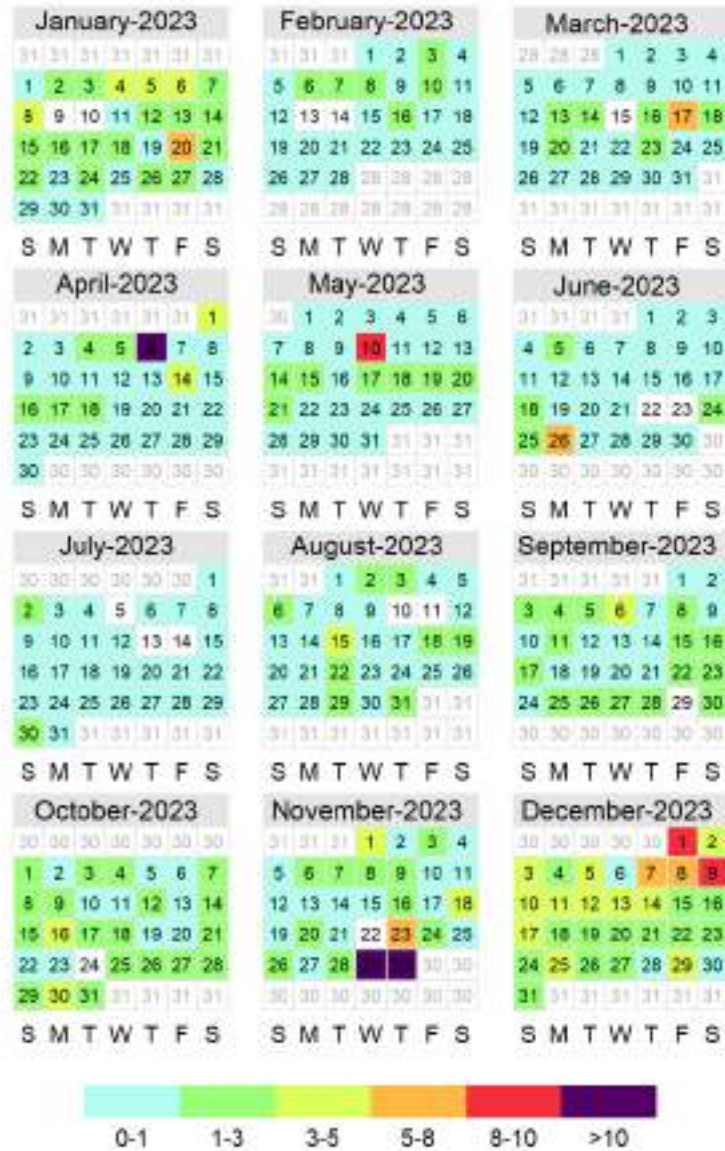 January-2023 February-2023 March-2023
31 31 31 31 31 31 31 31 31 31 1 2 3 4 28 28 28 1 2 3 4
1 2 3 4 5 6 7 5 6 7 8 9 10 11 5 6 7 8 9 10 11
8 9 10 11 12 13 14 12 13 14 15 16 17 18 12 13 14 15 16 17 18
15 16 17 18 19 20 21 19 20 21 22 23 24 25 19 20 21 22 23 24 25
22 23 24 25 26 27 28 26 27 28 28 28 28 28 26 27 28 29 30 31 31
29 30 31 31 31 31 31 28 28 28 28 28 28 28 31 31 31 31 31 31 31
S M T W T F S S M T W T F S S M T W T F S
April-2023 May-2023 June-2023
31 31 31 31 31 31 1 30 1 2 3 4 5 6 31 31 31 31 1 2 3
2 3 4 5 6 7 8 7 8 9 10 11 12 13 4 5 6 7 8 9 10
9 10 11 12 13 14 15 14 15 16 17 18 19 20 11 12 13 14 15 16 17
16 17 18 19 20 21 22 21 22 23 24 25 26 27 18 19 20 21 22 23 24
23 24 25 26 27 28 29 28 29 30 31 31 31 31 25 26 27 28 29 30 30
30 30 30 30 30 30 30 31 31 31 31 31 31 31 30 30 30 30 30 30 30
S M T W T F S S M T W T F S S M T W T F S
July-2023 August-2023 September-2023
30 30 30 30 30 30 1 31 31 1 2 3 4 5 31 31 31 31 31 1 2
2 3 4 5 6 7 8 6 7 8 9 10 11 12 3 4 5 6 7 8 9
9 10 11 12 13 14 15 13 14 15 16 17 18 19 10 11 12 13 14 15 16
16 17 18 19 20 21 22 20 21 22 23 24 25 26 17 18 19 20 21 22 23
23 24 25 26 27 28 29 27 28 29 30 31 31 31 24 25 26 27 28 29 30
30 31 31 31 31 31 31 31 31 31 31 31 31 31 30 30 30 30 30 30 30
S M T W T F S S M T W T F S S M T W T F S
October-2023 November-2023 December-2023
30 30 30 30 30 30 30 31 31 31 1 2 3 4 30 30 30 30 30 1 2
1 2 3 4 5 6 7 5 6 7 8 9 10 11 3 4 5 6 7 8 9
8 9 10 11 12 13 14 12 13 14 15 16 17 18 10 11 12 13 14 15 16
15 16 17 18 19 20 21 19 20 21 22 23 24 25 17 18 19 20 21 22 23
22 23 24 25 26 27 28 26 27 28 30 30 24 25 26 27 28 29 30
29 30 31 31 31 31 31 30 30 30 30 30 30 30 31 31 31 31 31 31 31
S M T W T F S S M T W T F S S M T W T F S
0-1 1-3 3-5 5-8 8-10 >10